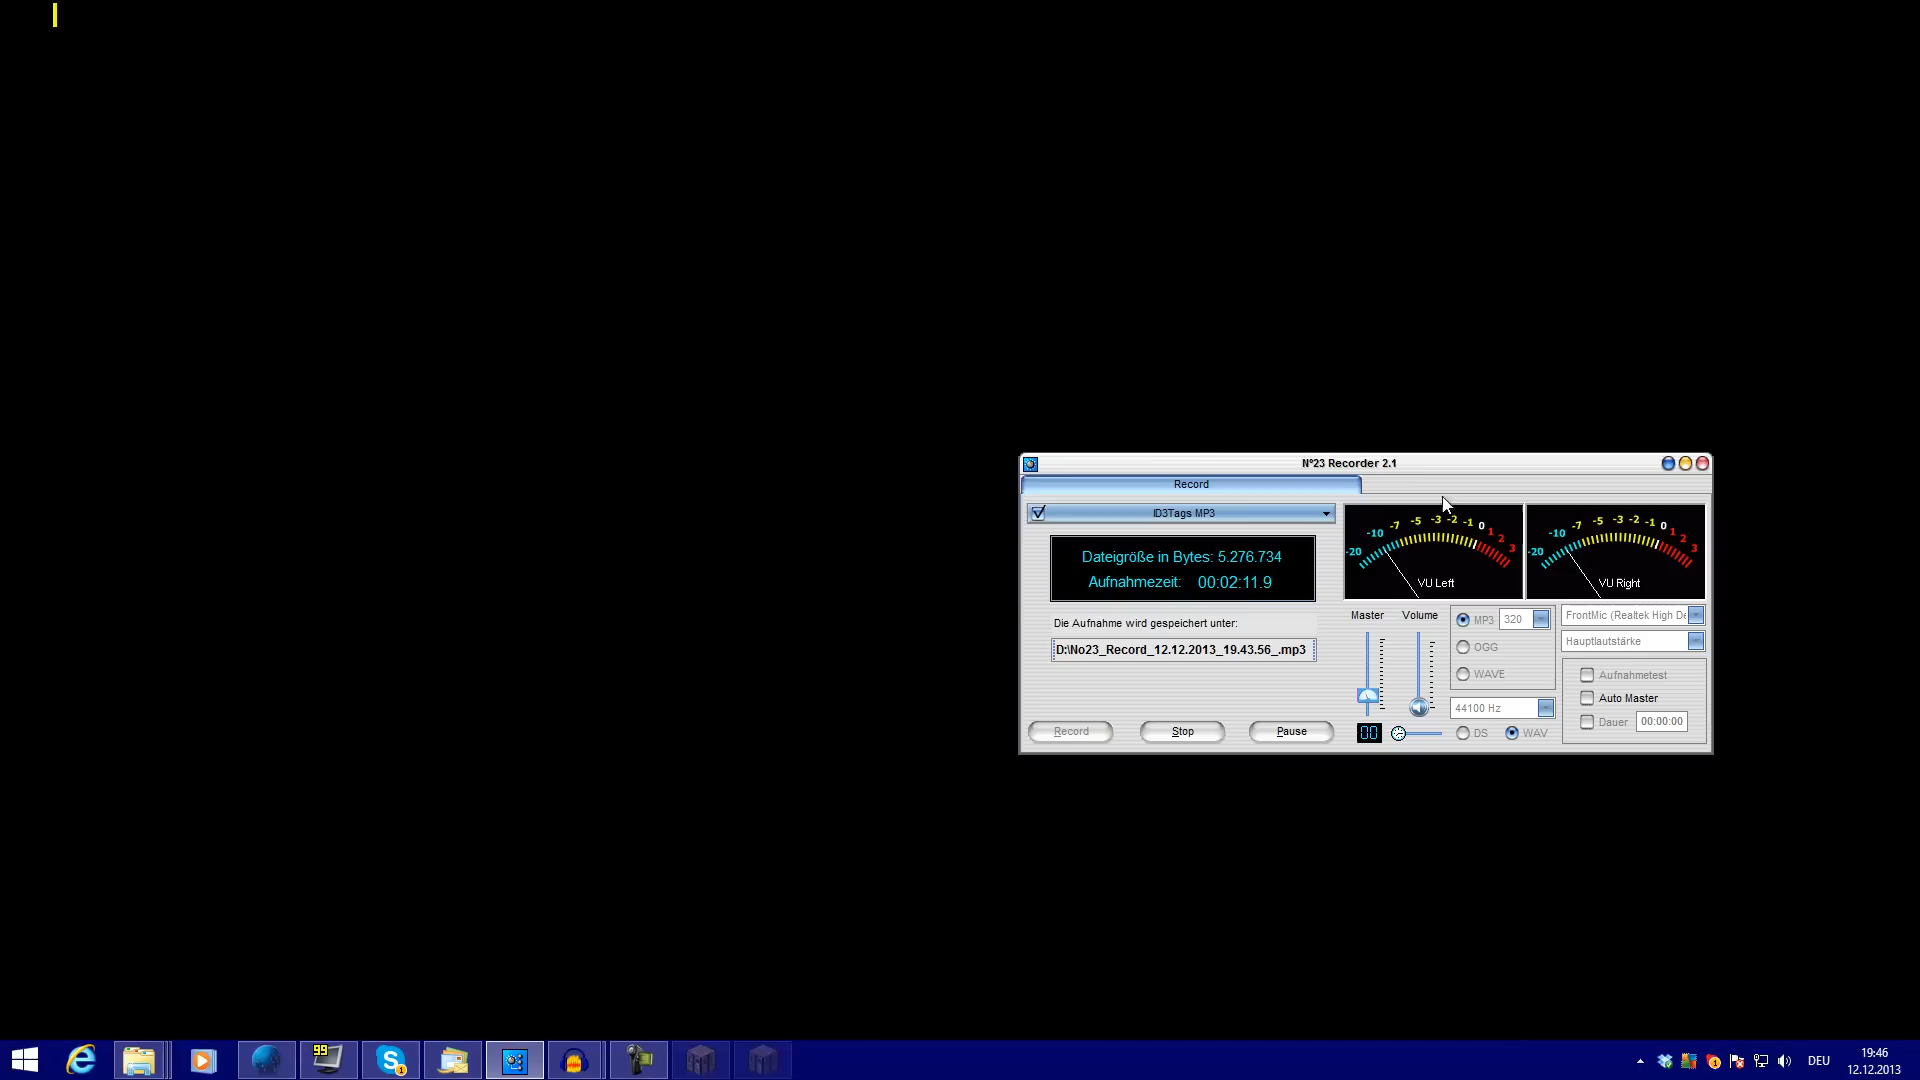 N°23 Recorder 2.1
Record
ID3Tags MP3
Dateigröße in Bytes: 5.276.734
Aufnahmezeit: 00:02:11.9
Die Aufnahme wird gespeichert unter:
D:\No23_Record_12.12.2013_19.43.56_.mp3
Record Stop Pause
-20 -10 -7 -5 -3 -2 -1 0 1 2 3
VU Left
-20 -10 -7 -5 -3 -2 -1 0 1 2 3
VU Right
Master Volume
MP3 320
OGG
WAVE
44100 Hz
00
DS WAV
FrontMic (Realtek High De
Hauptlautstärke
Aufnahmetest
Auto Master
Dauer 00:00:00
99
1
1
DEU
19:46
12.12.2013